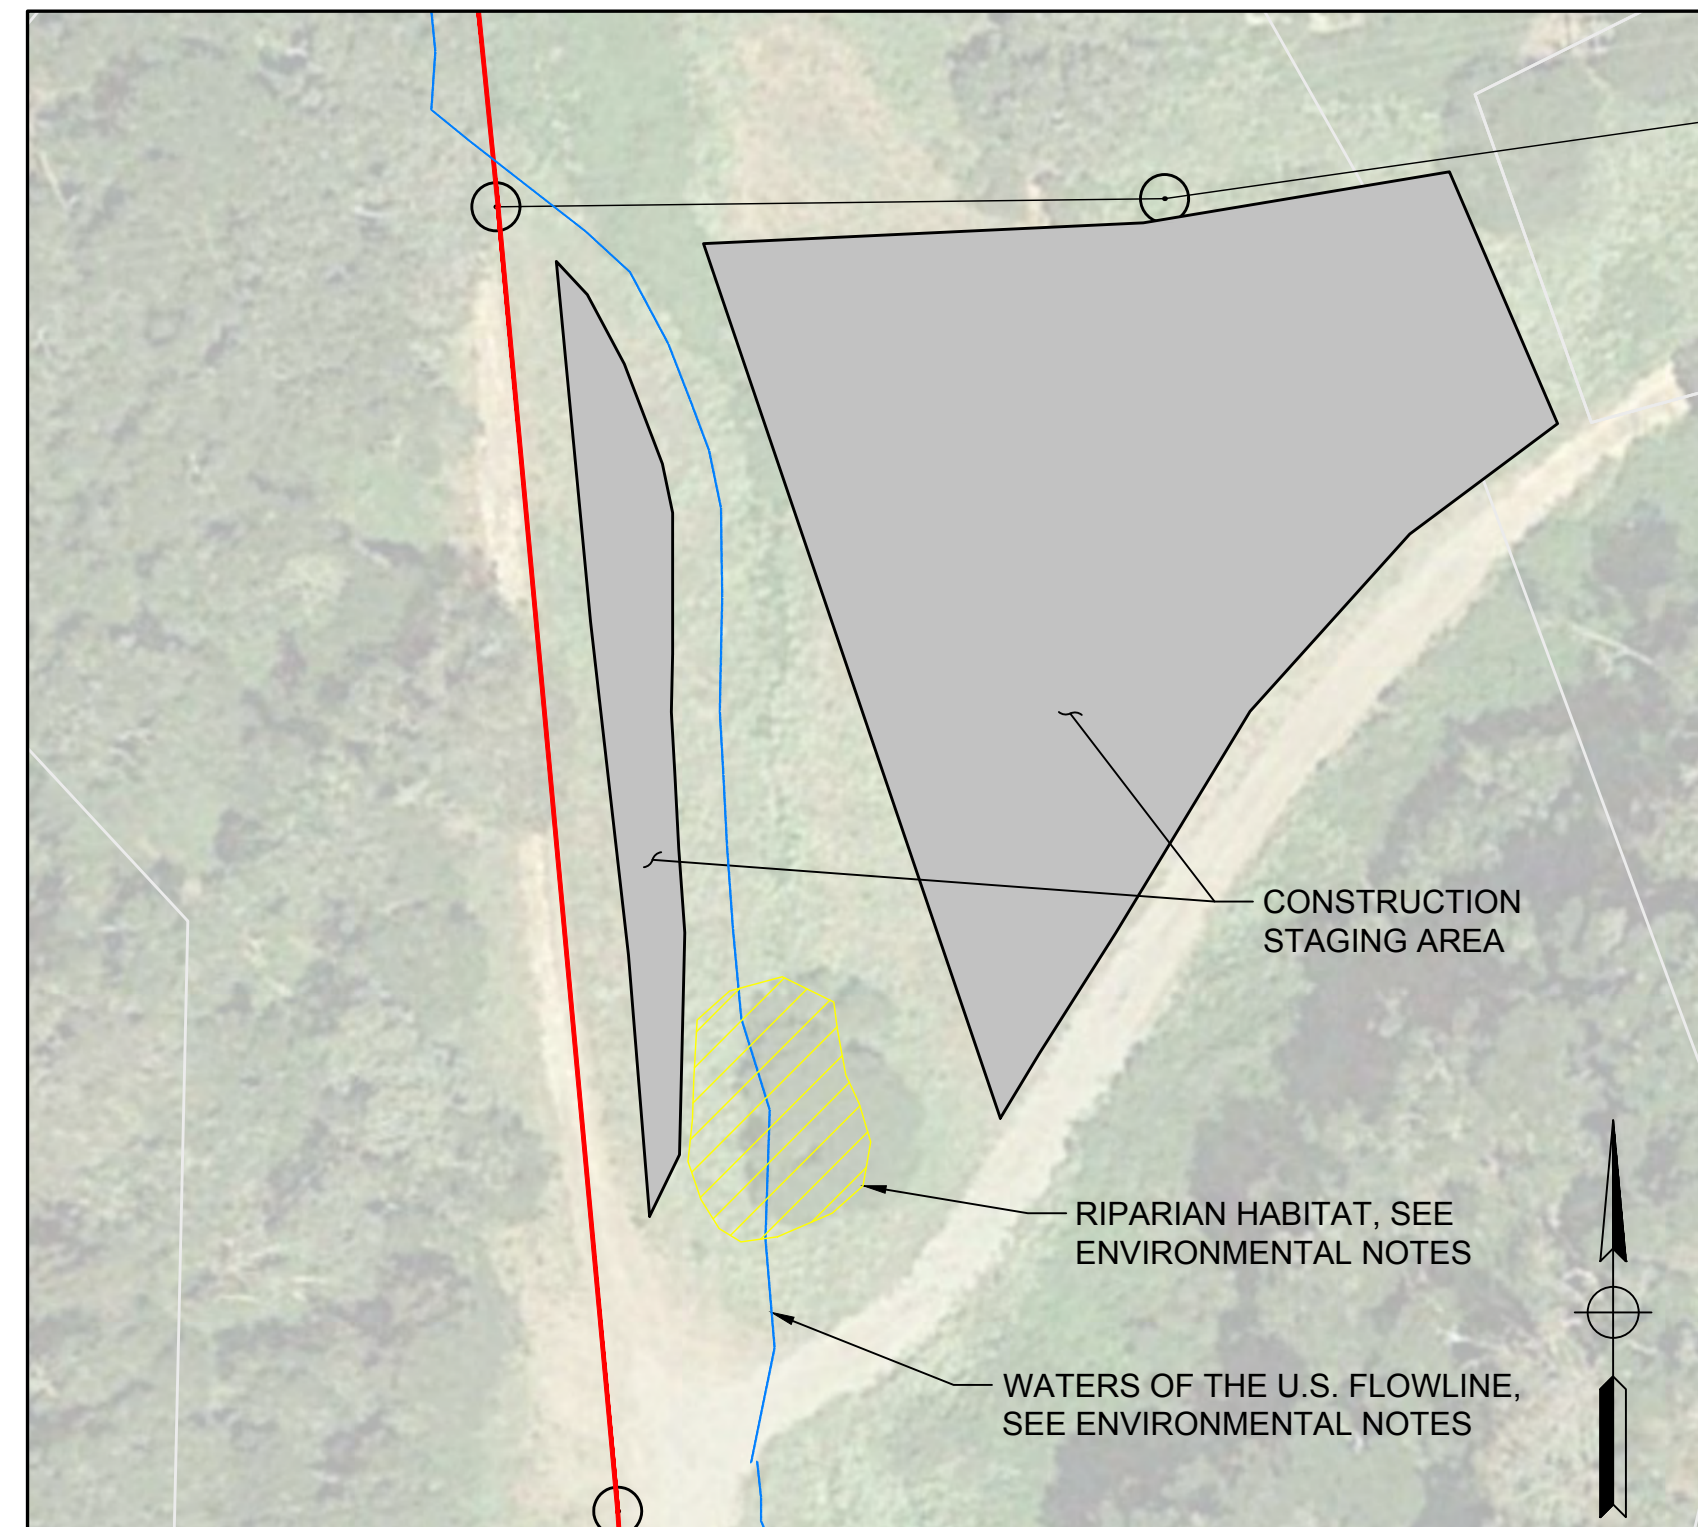 CONSTRUCTION
STAGING AREA
RIPARIAN HABITAT, SEE
ENVIRONMENTAL NOTES
WATERS OF THE U.S. FLOWLINE,
SEE ENVIRONMENTAL NOTES